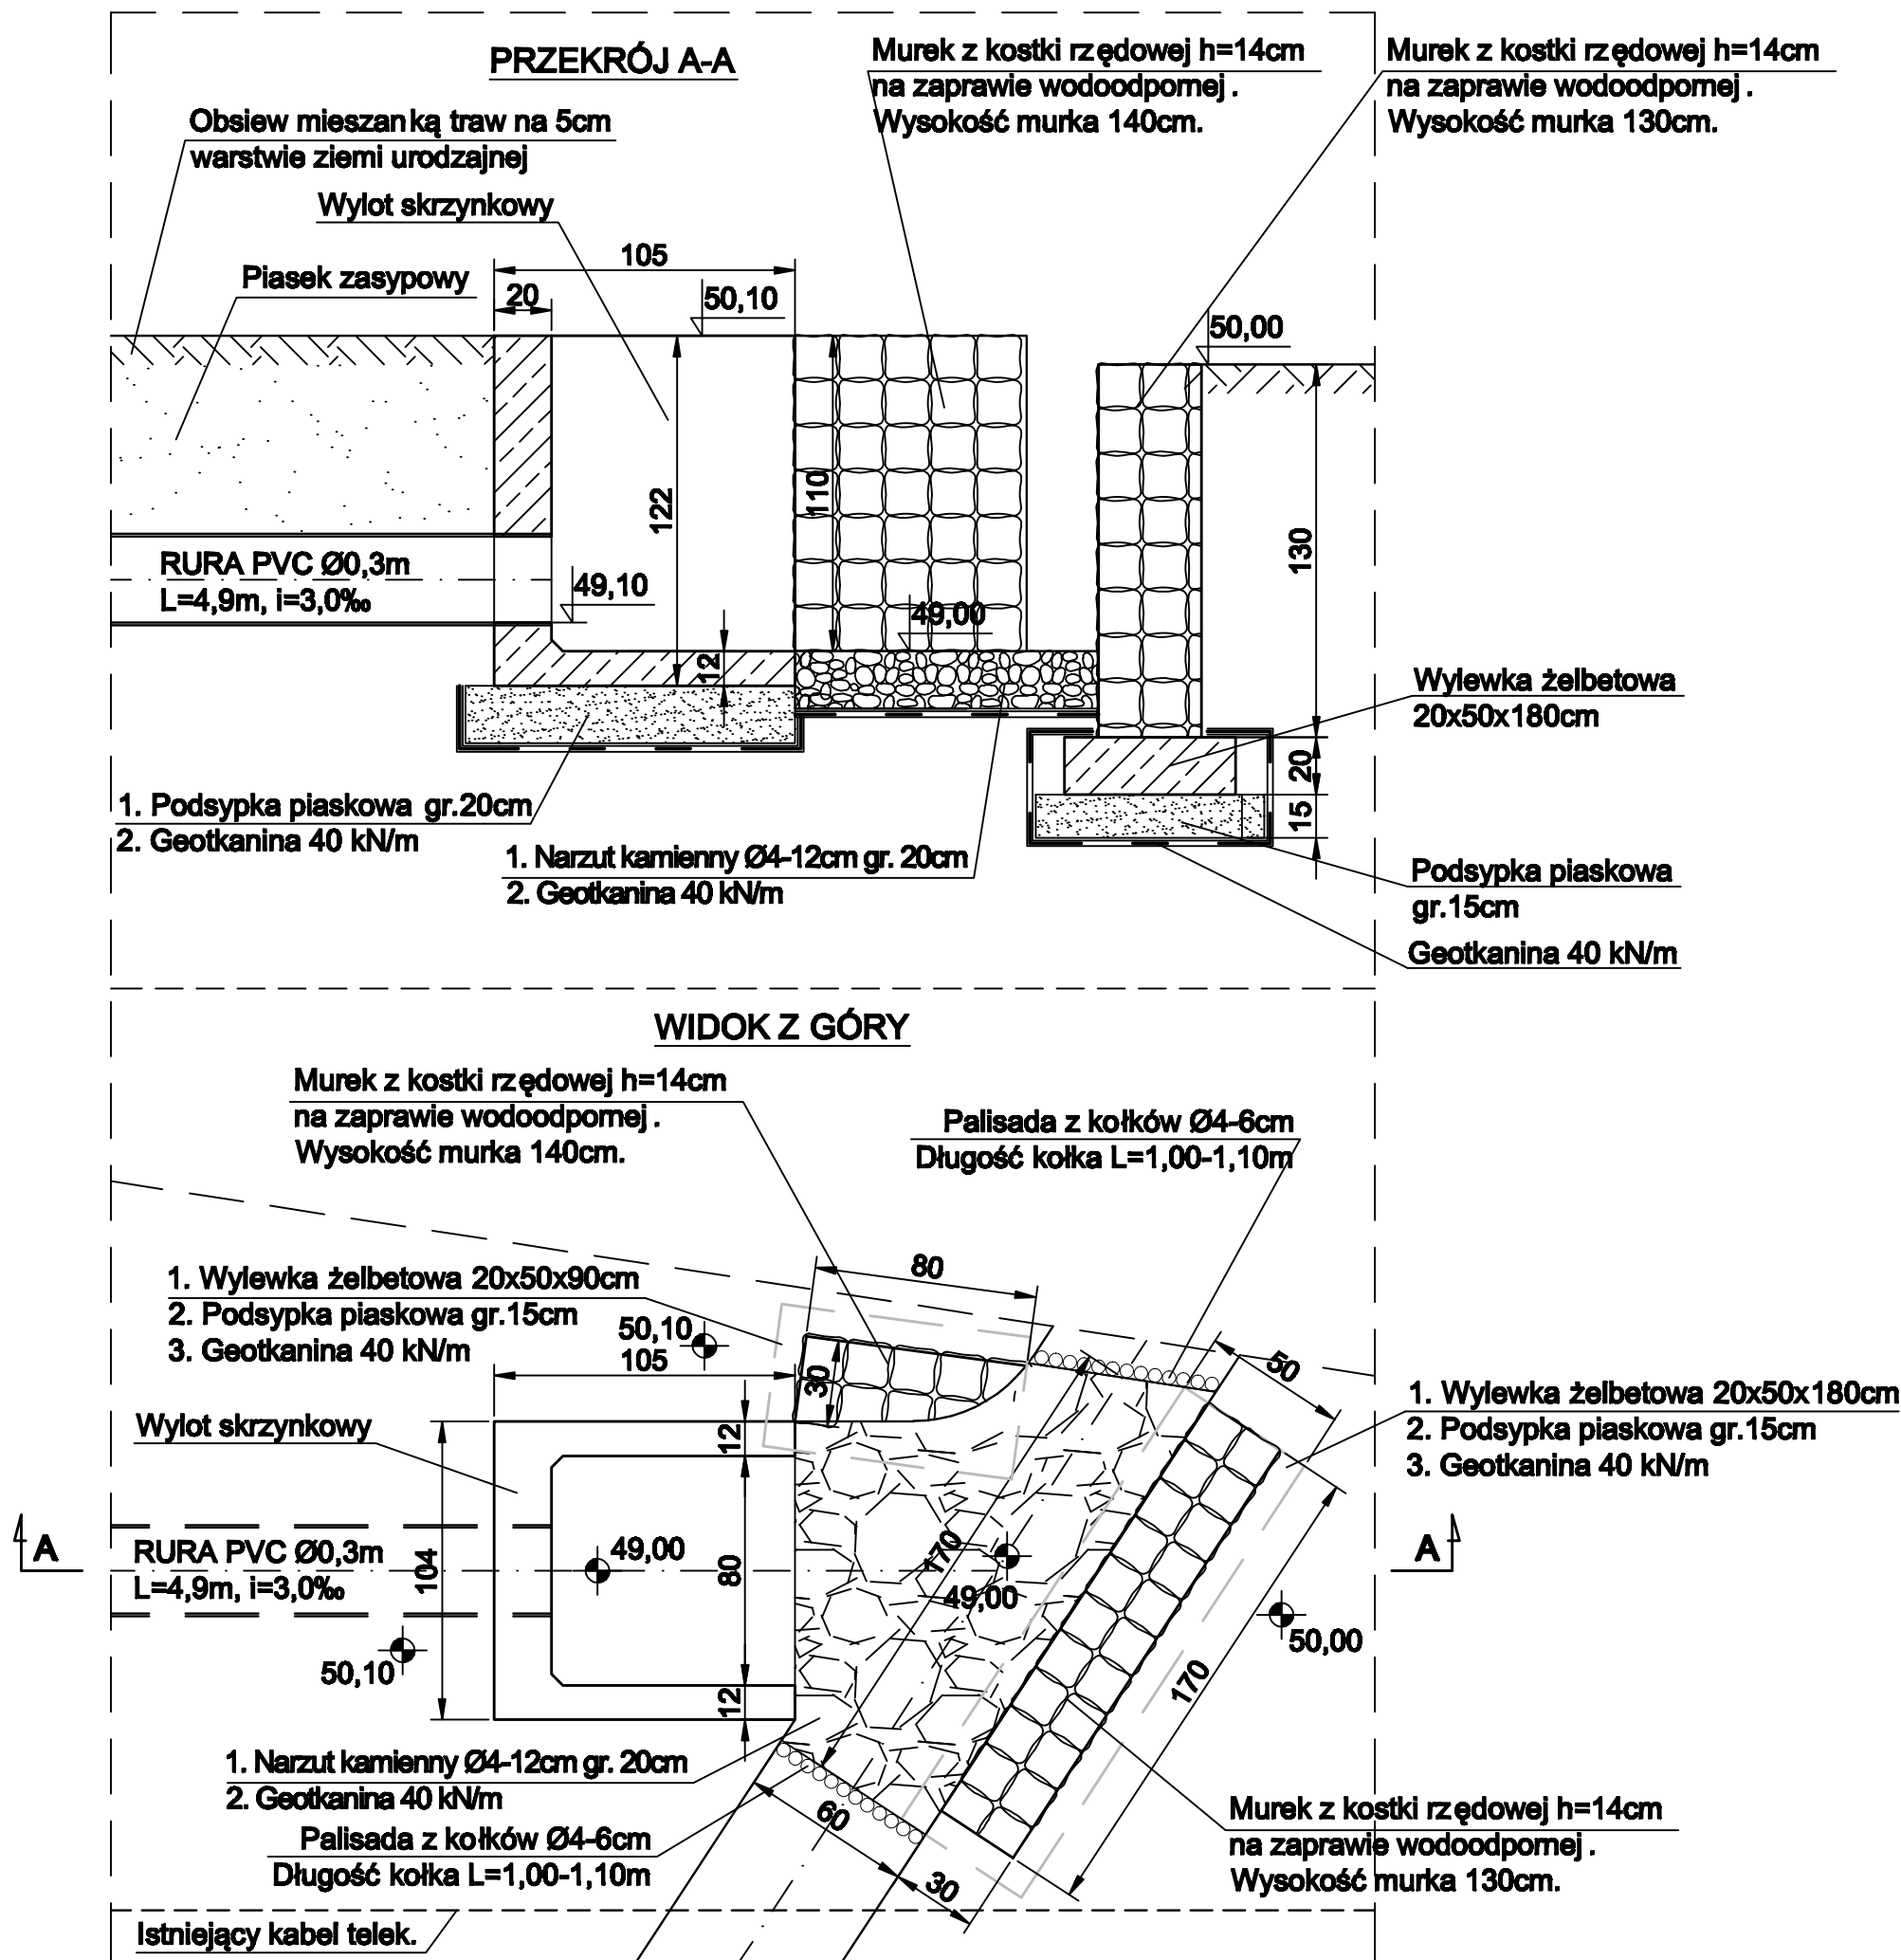 PRZEKRÓJ A-A
Murek z kostki rzędowej h=14cm
na zaprawie wodoodpornej.
Wysokość murka 140cm.
Murek z kostki rzędowej h=14cm
na zaprawie wodoodpornej.
Wysokość murka 130cm.
Obsiew mieszanką traw na 5cm
warstwie ziemi urodzajnej
Wylot skrzynkowy
Piasek zasypowy
105
20
50,10
50,00
122
110
130
RURA PVC Ø0,3m
L=4,9m, i=3,0‰
49,10
49,00
12
Wylewka żelbetowa
20x50x180cm
20
15
1. Podsypka piaskowa gr.20cm
2. Geotkanina 40 kN/m
1. Narzut kamienny Ø4-12cm gr. 20cm
2. Geotkanina 40 kN/m
Podsypka piaskowa
gr.15cm
Geotkanina 40 kN/m
WIDOK Z GÓRY
Murek z kostki rzędowej h=14cm
na zaprawie wodoodpornej.
Wysokość murka 140cm.
Palisada z kołków Ø4-6cm
Długość kołka L=1,00-1,10m
1. Wylewka żelbetowa 20x50x90cm
2. Podsypka piaskowa gr.15cm
3. Geotkanina 40 kN/m
80
50,10
105
30
50
1. Wylewka żelbetowa 20x50x180cm
2. Podsypka piaskowa gr.15cm
3. Geotkanina 40 kN/m
Wylot skrzynkowy
12
A
RURA PVC Ø0,3m
L=4,9m, i=3,0‰
104
49,00
80
170
49,00
A
50,10
50,00
12
170
1. Narzut kamienny Ø4-12cm gr. 20cm
2. Geotkanina 40 kN/m
Palisada z kołków Ø4-6cm
Długość kołka L=1,00-1,10m
60
30
Murek z kostki rzędowej h=14cm
na zaprawie wodoodpornej.
Wysokość murka 130cm.
Istniejący kabel telek.